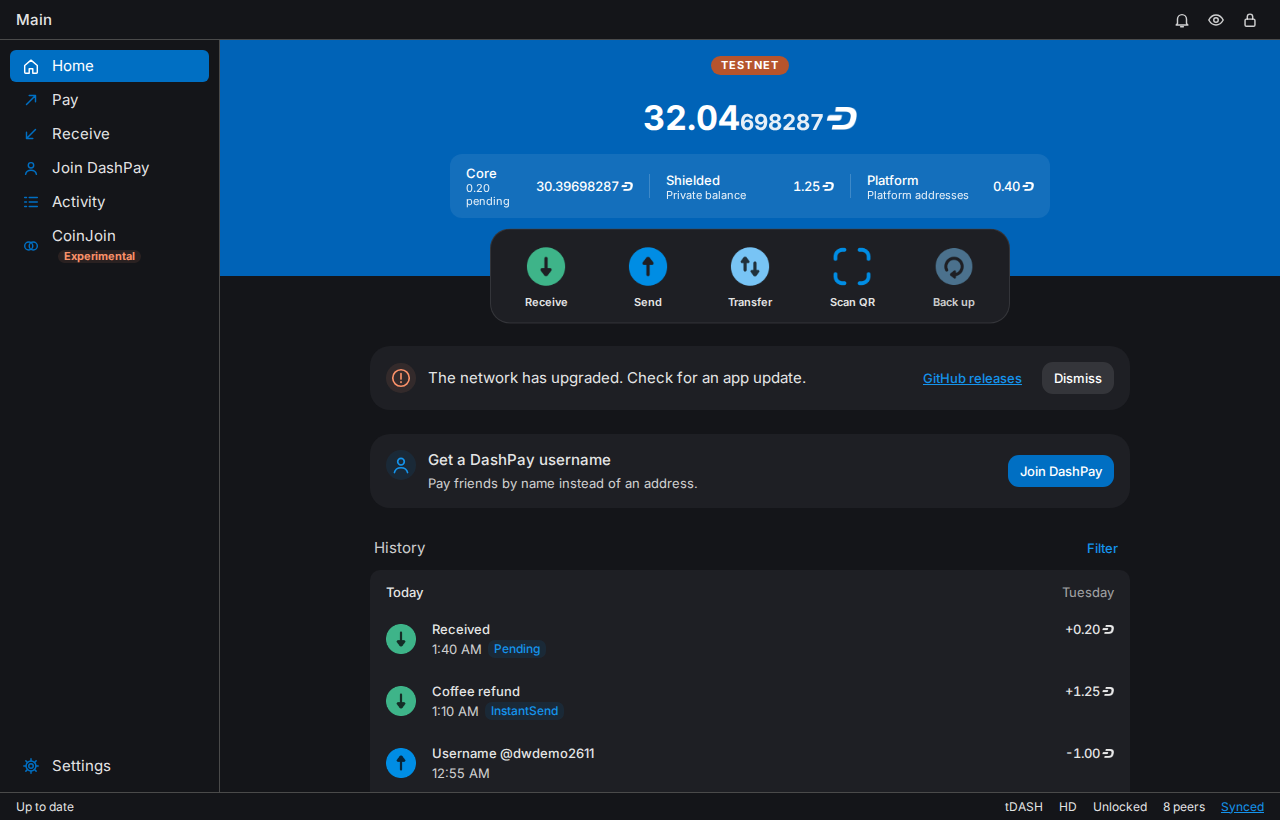 Main
Home
Pay
Receive
Join DashPay
Activity
CoinJoin
Experimental
Settings
TESTNET
32.04698287
Core
0.20 pending
30.39698287
Shielded
Private balance
1.25
Platform
Platform addresses
0.40
Receive
Send
Transfer
Scan QR
Back up
The network has upgraded. Check for an app update.
GitHub releases
Dismiss
Get a DashPay username
Pay friends by name instead of an address.
Join DashPay
History
Filter
Today
Tuesday
Received
+0.20
1:40 AM Pending
Coffee refund
+1.25
1:10 AM InstantSend
Username @dwdemo2611
-1.00
12:55 AM
Up to date
tDASH
HD
Unlocked
8 peers
Synced